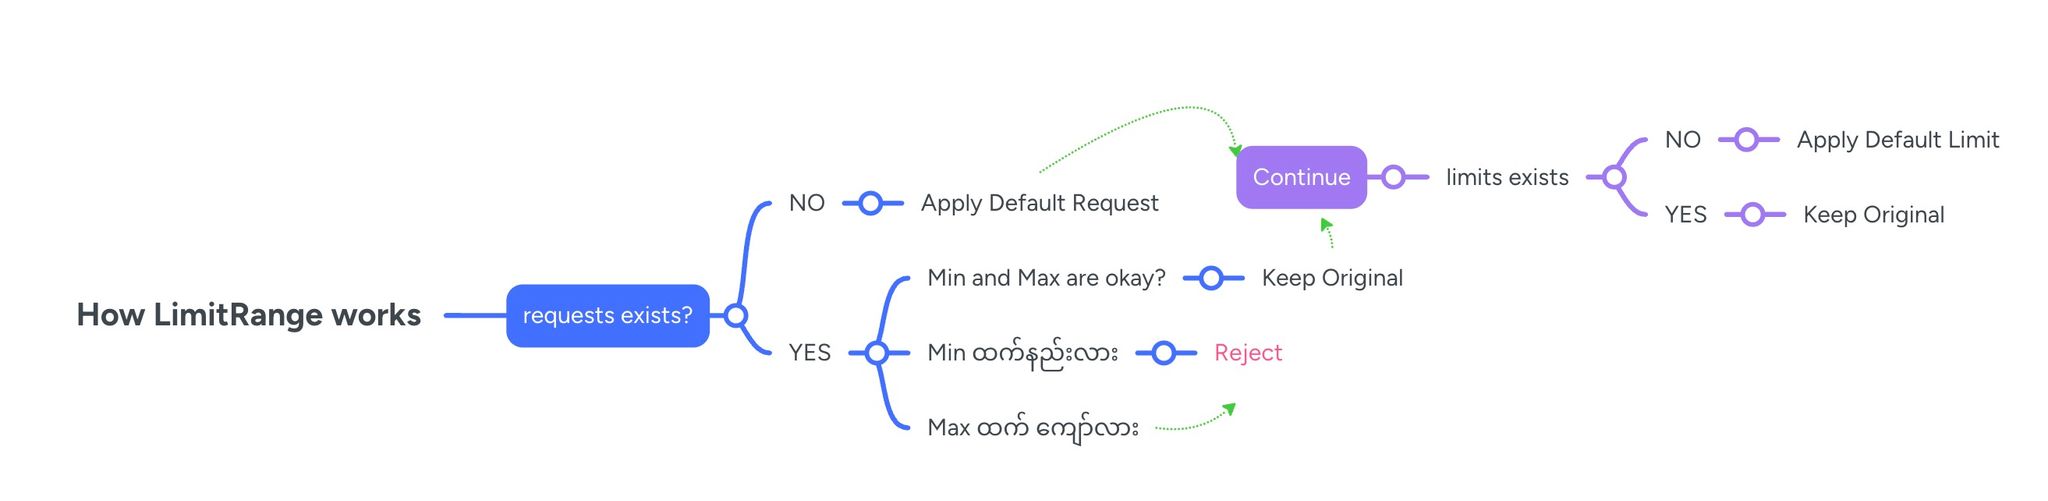 How LimitRange works
requests exists?
NO
Apply Default Request
YES
Min and Max are okay?
Keep Original
Min ထက်နည်းလား
Reject
Max ထက် ကျော်လား
Continue
limits exists
NO
Apply Default Limit
YES
Keep Original